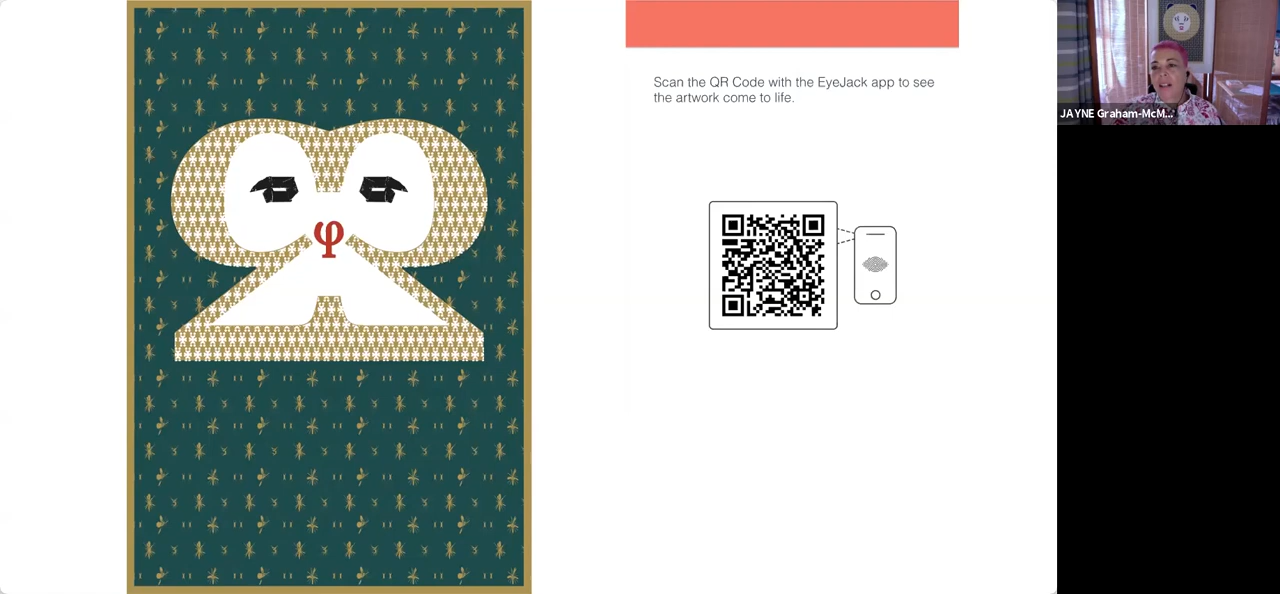 φ
Scan the QR Code with the EyeJack app to see
the artwork come to life.
JAYNE Graham-McM...